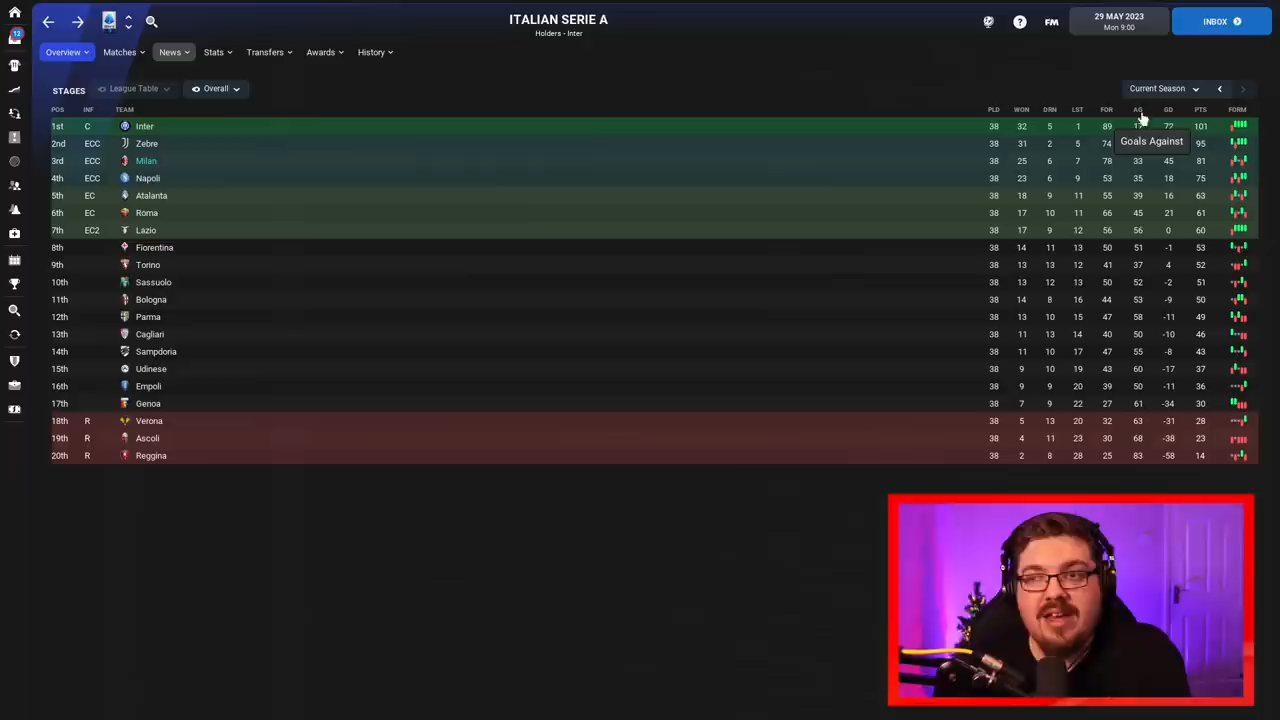 ITALIAN SERIE A
Holders - Inter
12
FM
29 MAY 2023
Mon 9:00
INBOX
Overview Matches News Stats Transfers Awards History
STAGES League Table Overall Current Season
POS INF TEAM PLD WON DRN LST FOR AG GD PTS FORM
1st C Inter 38 32 5 1 89 17 72 101
2nd ECC Zebre 38 31 2 5 74 95
Goals Against
3rd ECC Milan 38 25 6 7 78 33 45 81
4th ECC Napoli 38 23 6 9 53 35 18 75
5th EC Atalanta 38 18 9 11 55 39 16 63
6th EC Roma 38 17 10 11 66 45 21 61
7th EC2 Lazio 38 17 9 12 56 56 0 60
8th Fiorentina 38 14 11 13 50 51 -1 53
9th Torino 38 13 13 12 41 37 4 52
10th Sassuolo 38 13 12 13 50 52 -2 51
11th Bologna 38 14 8 16 44 53 -9 50
12th Parma 38 13 10 15 47 58 -11 49
13th Cagliari 38 11 13 14 40 50 -10 46
14th Sampdoria 38 11 10 17 47 55 -8 43
15th Udinese 38 9 10 19 43 60 -17 37
16th Empoli 38 9 9 20 39 50 -11 36
17th Genoa 38 7 9 22 27 61 -34 30
18th R Verona 38 5 13 20 32 63 -31 28
19th R Ascoli 38 4 11 23 30 68 -38 23
20th R Reggina 38 2 8 28 25 83 -58 14